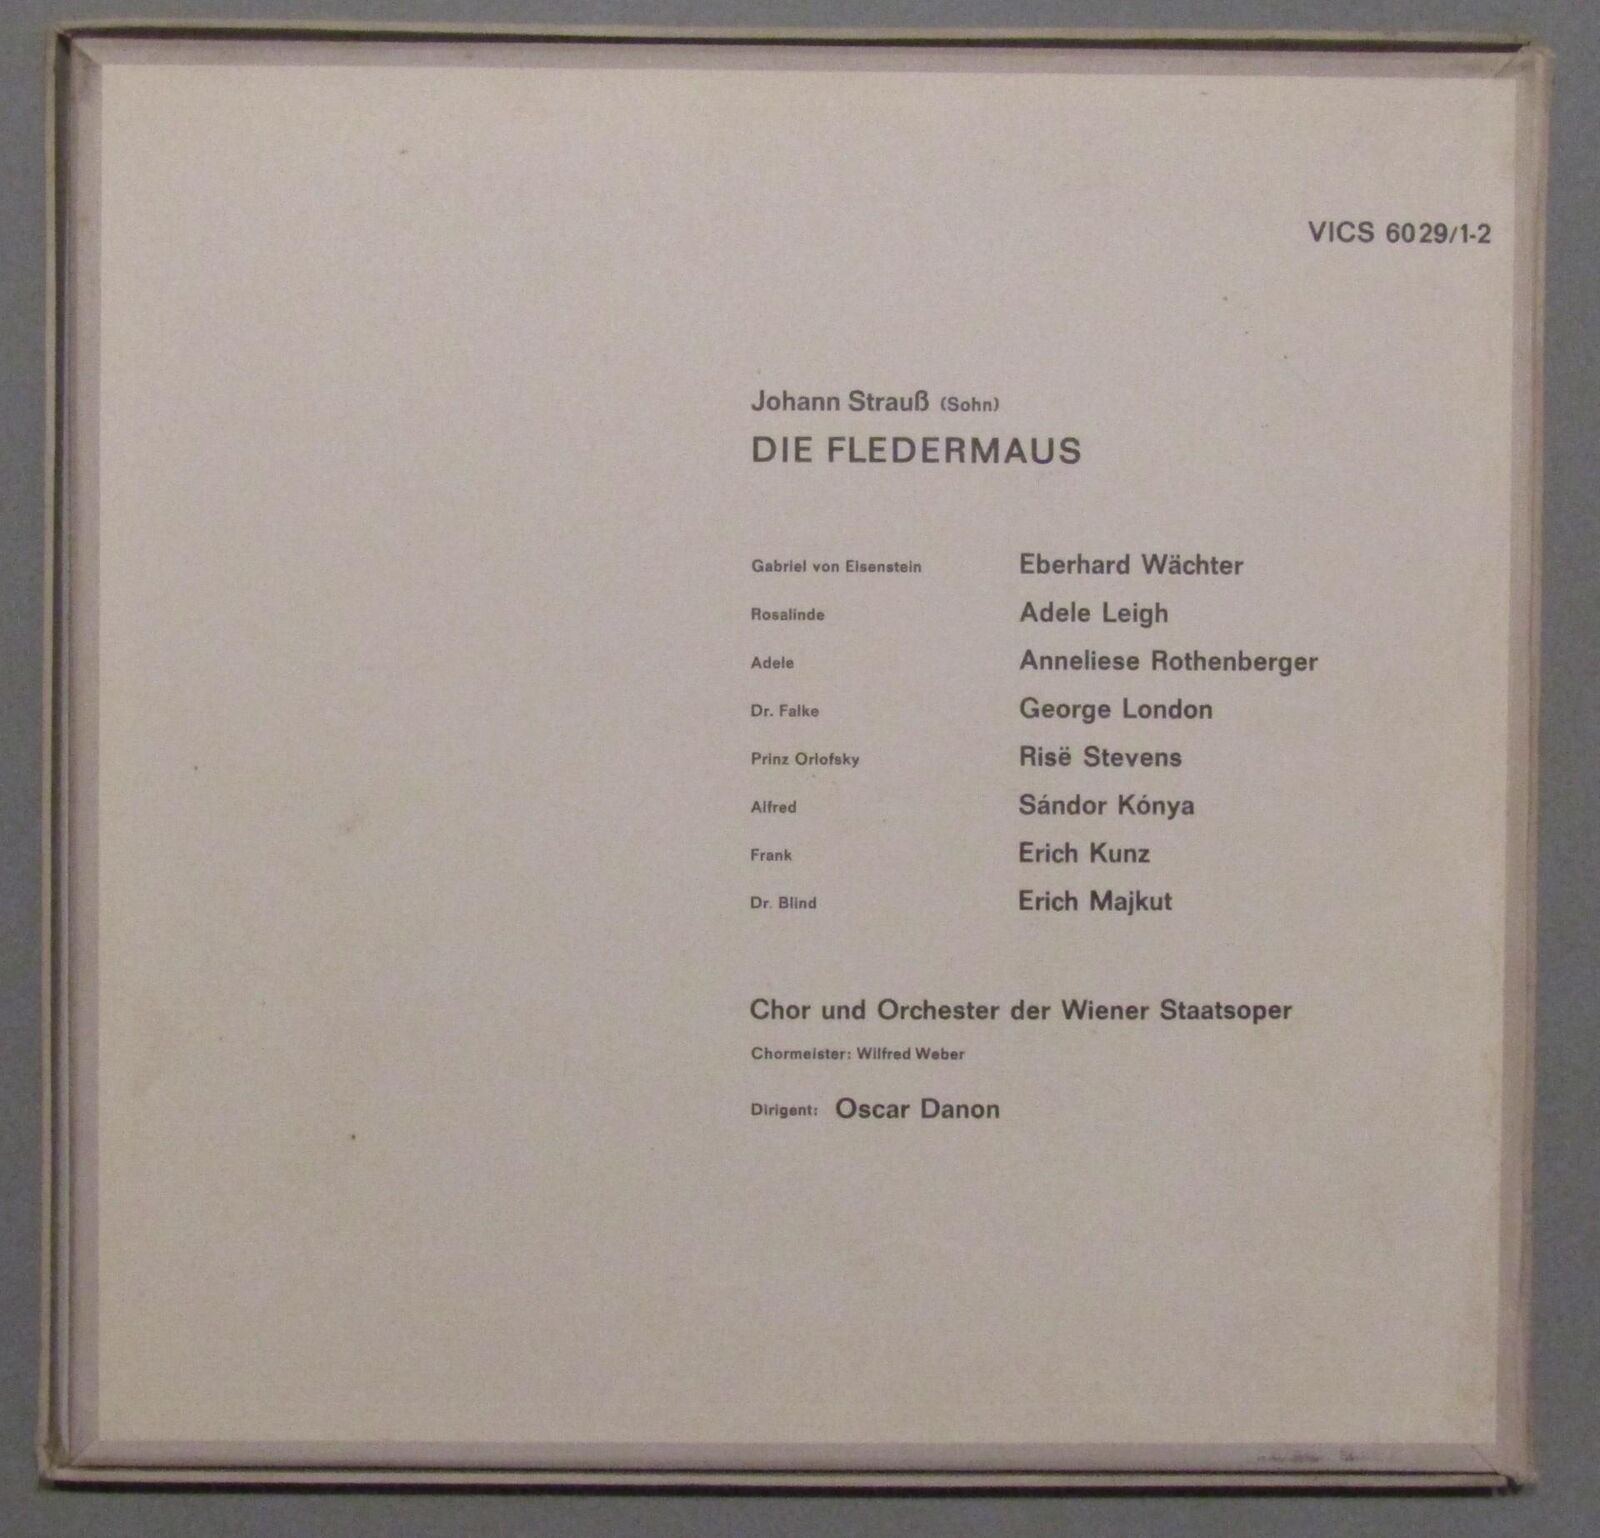 VICS 6029/1-2
Johann Strauß (Sohn)
DIE FLEDERMAUS
Gabriel von Eisenstein Eberhard Wächter
Rosalinde Adele Leigh
Adele Anneliese Rothenberger
Dr. Falke George London
Prinz Orlofsky Risë Stevens
Alfred Sándor Kónya
Frank Erich Kunz
Dr. Blind Erich Majkut
Chor und Orchester der Wiener Staatsoper
Chormeister: Wilfred Weber
Dirigent: Oscar Danon